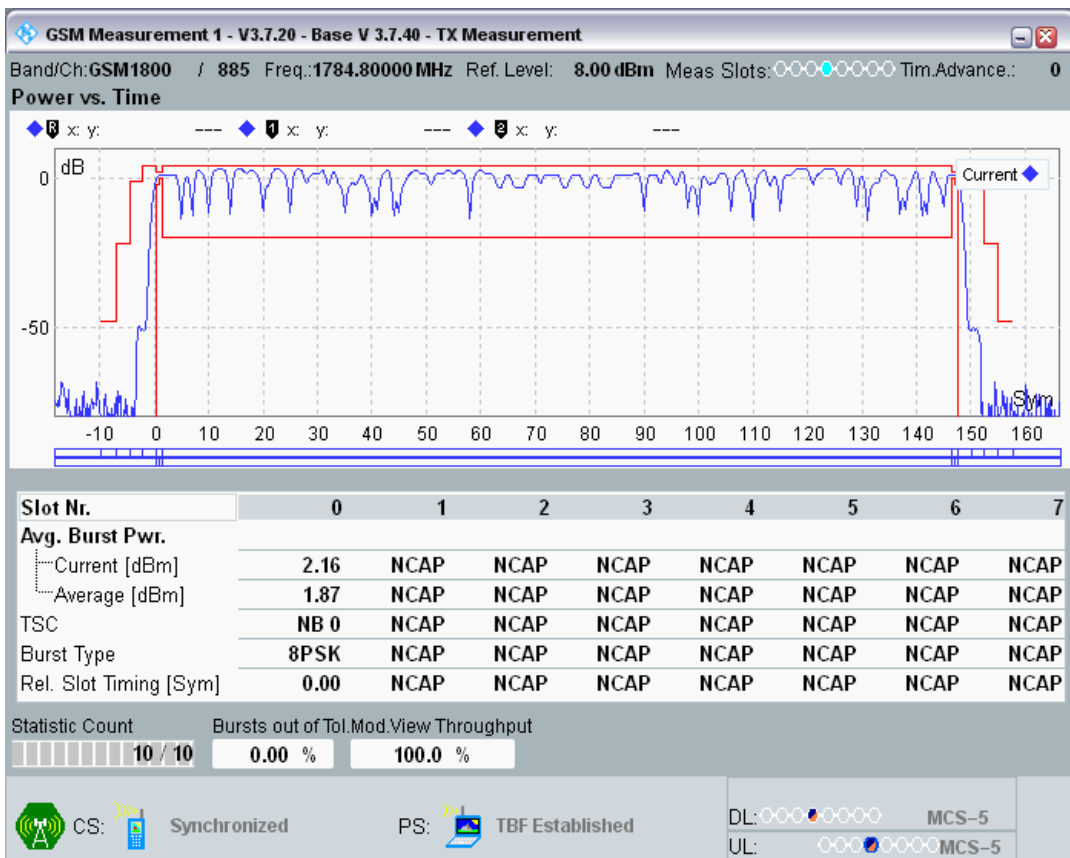 GSM Measurement 1 - V3.7.20 - Base V 3.7.40 - TX Measurement
Band/Ch:GSM1800 / 885 Freq.:1784.80000 MHz Ref. Level: 8.00 dBm Meas Slots: Tim.Advance.: 0
Power vs. Time
R x: y: --- 1 x: y: --- 2 x: y: ---
dB
0
Current
-50
Sym
-10 0 10 20 30 40 50 60 70 80 90 100 110 120 130 140 150 160
Slot Nr. 0 1 2 3 4 5 6 7
Avg. Burst Pwr.
Current [dBm] 2.16 NCAP NCAP NCAP NCAP NCAP NCAP NCAP
Average [dBm] 1.87 NCAP NCAP NCAP NCAP NCAP NCAP NCAP
TSC NB 0 NCAP NCAP NCAP NCAP NCAP NCAP NCAP
Burst Type 8PSK NCAP NCAP NCAP NCAP NCAP NCAP NCAP
Rel. Slot Timing [Sym] 0.00 NCAP NCAP NCAP NCAP NCAP NCAP NCAP
Statistic Count Bursts out of Tol.Mod.View Throughput
10 / 10 0.00 % 100.0 %
CS: Synchronized PS: TBF Established
DL: MCS-5
UL: MCS-5